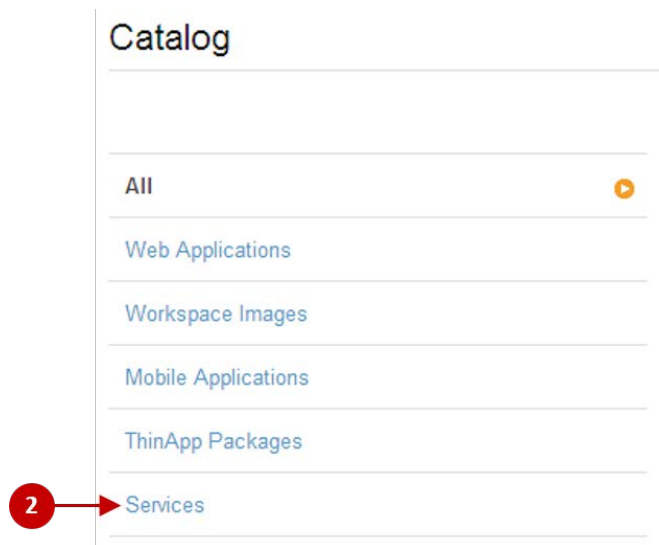 Catalog
All
Web Applications
Workspace Images
Mobile Applications
ThinApp Packages
2
Services